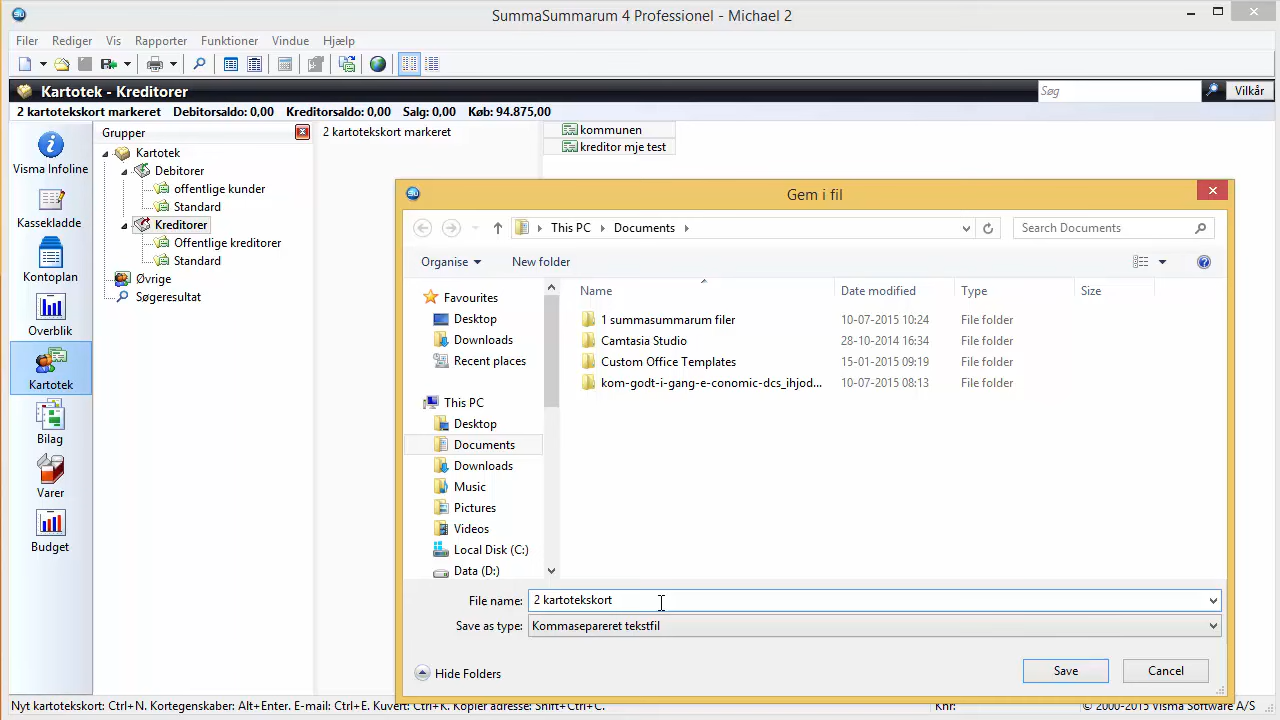 SummaSummarum 4 Professionel - Michael 2
Filer Rediger Vis Rapporter Funktioner Vindue Hjælp
Kartotek - Kreditorer
Søg
Vilkår
2 kartotekskort markeret Debitorsaldo: 0,00 Kreditorsaldo: 0,00 Salg: 0,00 Køb: 94.875,00
Visma Infoline
Kassekladde
Kontoplan
Overblik
Kartotek
Bilag
Varer
Budget
Grupper
Kartotek
Debitorer
offentlige kunder
Standard
Kreditorer
Offentlige kreditorer
Standard
Øvrige
Søgeresultat
2 kartotekskort markeret
kommunen
kreditor mje test
Gem i fil
This PC Documents
Search Documents
Organise New folder
Favourites
Desktop
Downloads
Recent places
This PC
Desktop
Documents
Downloads
Music
Pictures
Videos
Local Disk (C:)
Data (D:)
Name Date modified Type Size
1 summasummarum filer 10-07-2015 10:24 File folder
Camtasia Studio 28-10-2014 16:34 File folder
Custom Office Templates 15-01-2015 09:19 File folder
kom-godt-i-gang-e-conomic-dcs_ihjod... 10-07-2015 08:13 File folder
File name: 2 kartotekskort
Save as type: Kommasepareret tekstfil
Hide Folders
Save
Cancel
Nyt kartotekskort: Ctrl+N. Kortegenskaber: Alt+Enter. E-mail: Ctrl+E. Kuvert: Ctrl+K. Kopier adresse: Shift+Ctrl+C.
Knr:
© 2000-2015 Visma Software A/S